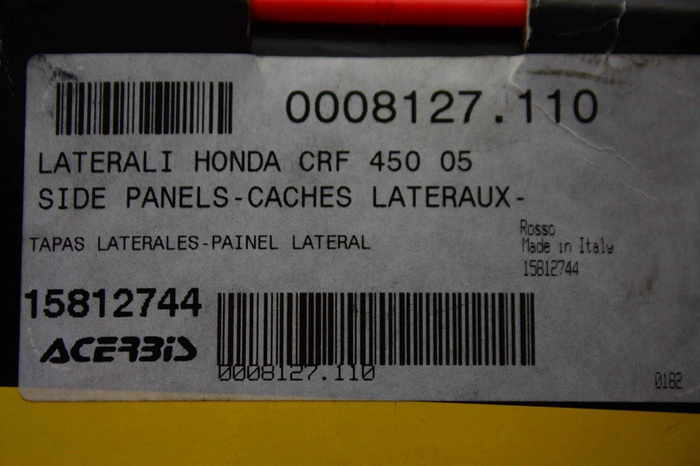 0008127.110
LATERALI HONDA CRF 450 05
SIDE PANELS-CACHES LATERAUX-
TAPAS LATERALES-PAINEL LATERAL
Rosso
Made in Italy
15812744
15812744
ACERBIS
0008127.110
0182